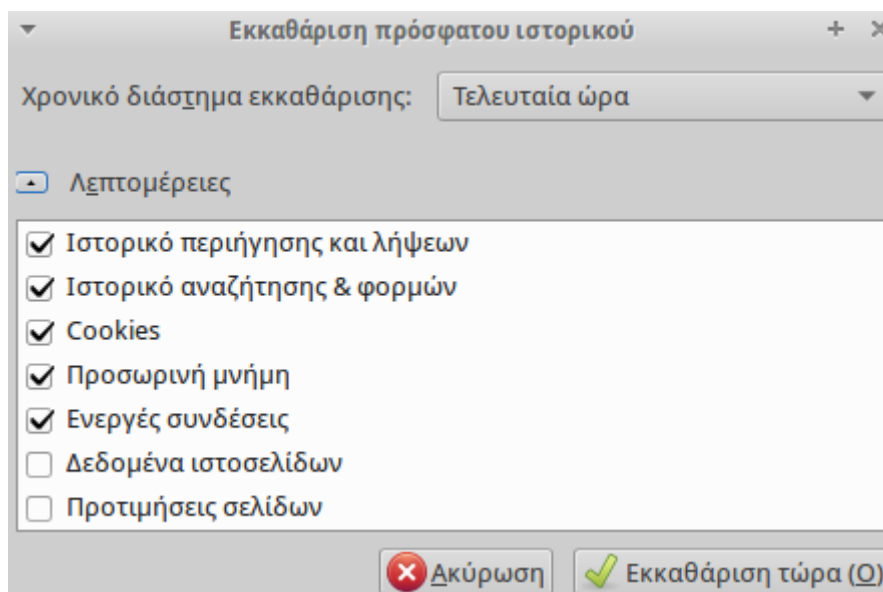 Εκκαθάριση πρόσφατου ιστορικού
Χρονικό διάστημα εκκαθάρισης: Τελευταία ώρα
Λεπτομέρειες
Ιστορικό περιήγησης και λήψεων
Ιστορικό αναζήτησης & φορμών
Cookies
Προσωρινή μνήμη
Ενεργές συνδέσεις
Δεδομένα ιστοσελίδων
Προτιμήσεις σελίδων
Ακύρωση Εκκαθάριση τώρα (Ο)